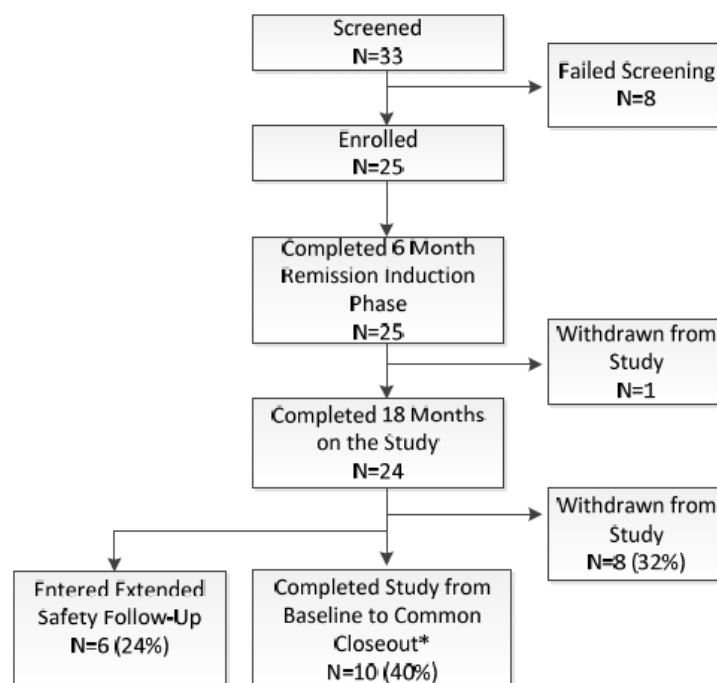 Screened
N=33
Failed Screening
N=8
Enrolled
N=25
Completed 6 Month
Remission Induction
Phase
N=25
Withdrawn from
Study
N=1
Completed 18 Months
on the Study
N=24
Withdrawn from
Study
N=8 (32%)
Entered Extended
Safety Follow-Up
N=6 (24%)
Completed Study from
Baseline to Common
Closeout*
N=10 (40%)